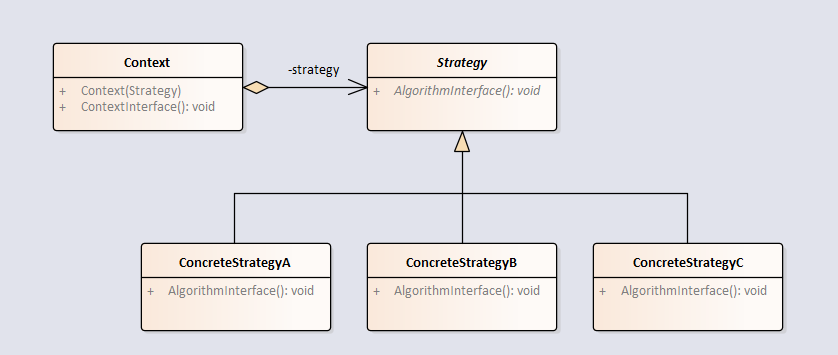 Context
+ Context(Strategy)
+ ContextInterface(): void
-strategy
Strategy
+ AlgorithmInterface(): void
ConcreteStrategyA
+ AlgorithmInterface(): void
ConcreteStrategyB
+ AlgorithmInterface(): void
ConcreteStrategyC
+ AlgorithmInterface(): void